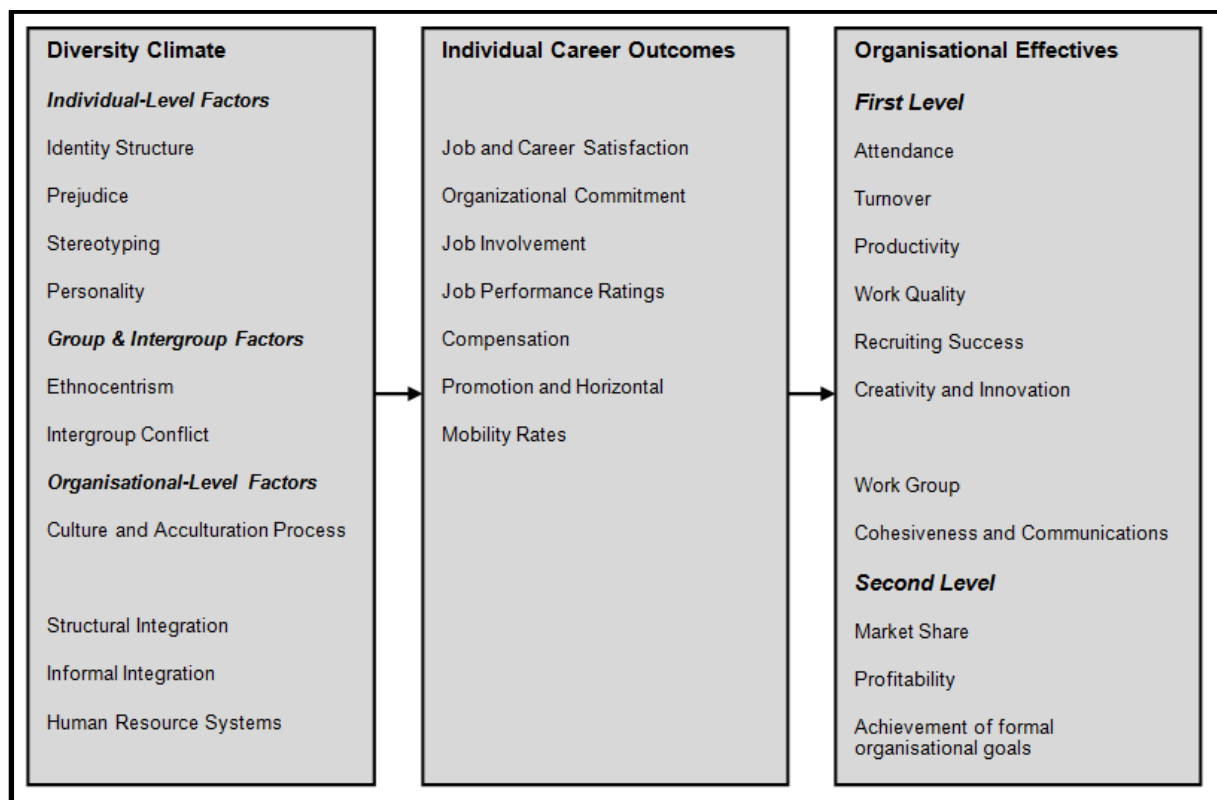 Diversity Climate
Individual-Level Factors
Identity Structure
Prejudice
Stereotyping
Personality
Group & Intergroup Factors
Ethnocentrism
Intergroup Conflict
Organisational-Level Factors
Culture and Acculturation Process
Structural Integration
Informal Integration
Human Resource Systems
Individual Career Outcomes
Job and Career Satisfaction
Organizational Commitment
Job Involvement
Job Performance Ratings
Compensation
Promotion and Horizontal
Mobility Rates
Organisational Effectives
First Level
Attendance
Turnover
Productivity
Work Quality
Recruiting Success
Creativity and Innovation
Work Group
Cohesiveness and Communications
Second Level
Market Share
Profitability
Achievement of formal
organisational goals